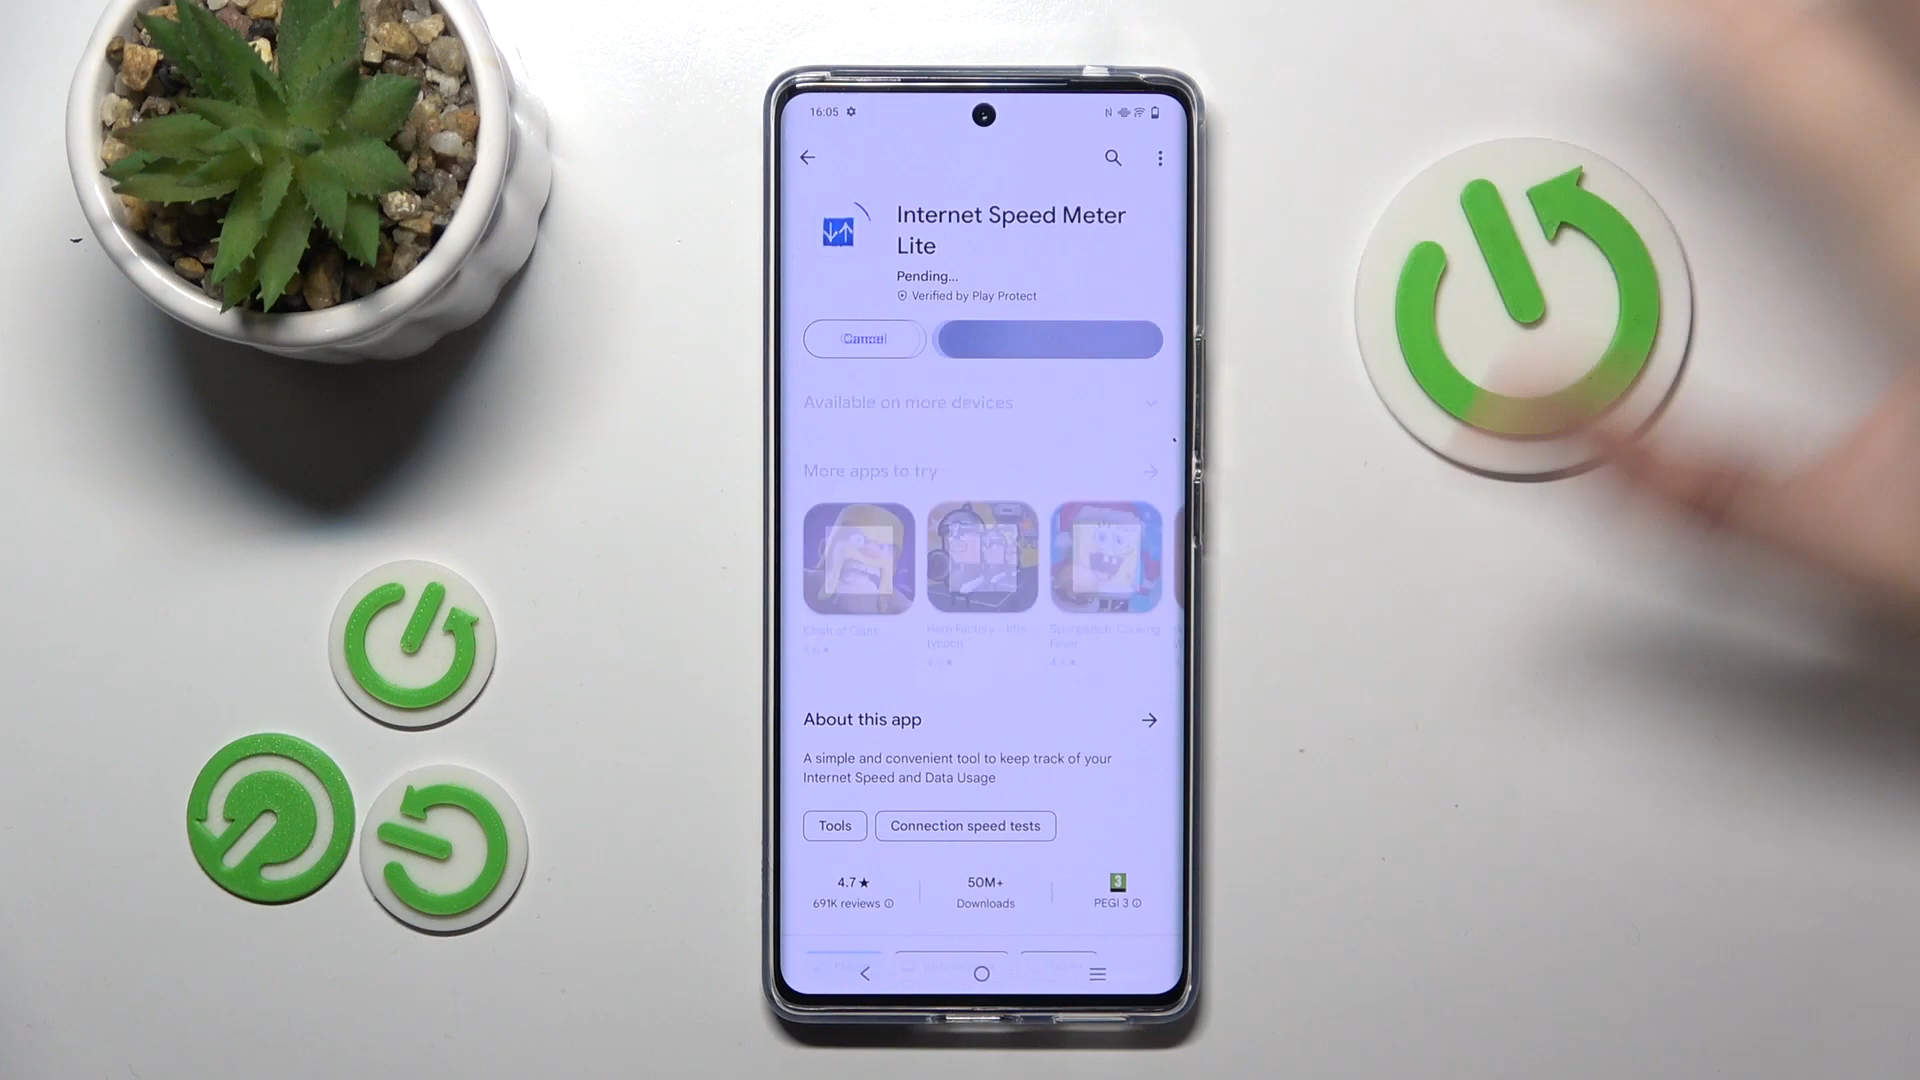 16:05
Internet Speed Meter
Lite
Pending...
Verified by Play Protect
Cancel
Available on more devices
More apps to try
Clash of Clans
Hero Factory - Idle
tycoon
SpongeBob: Cooking
Fever
About this app
A simple and convenient tool to keep track of your
Internet Speed and Data Usage
Tools
Connection speed tests
4.7★
50M+
3
691K reviews
Downloads
PEGI 3